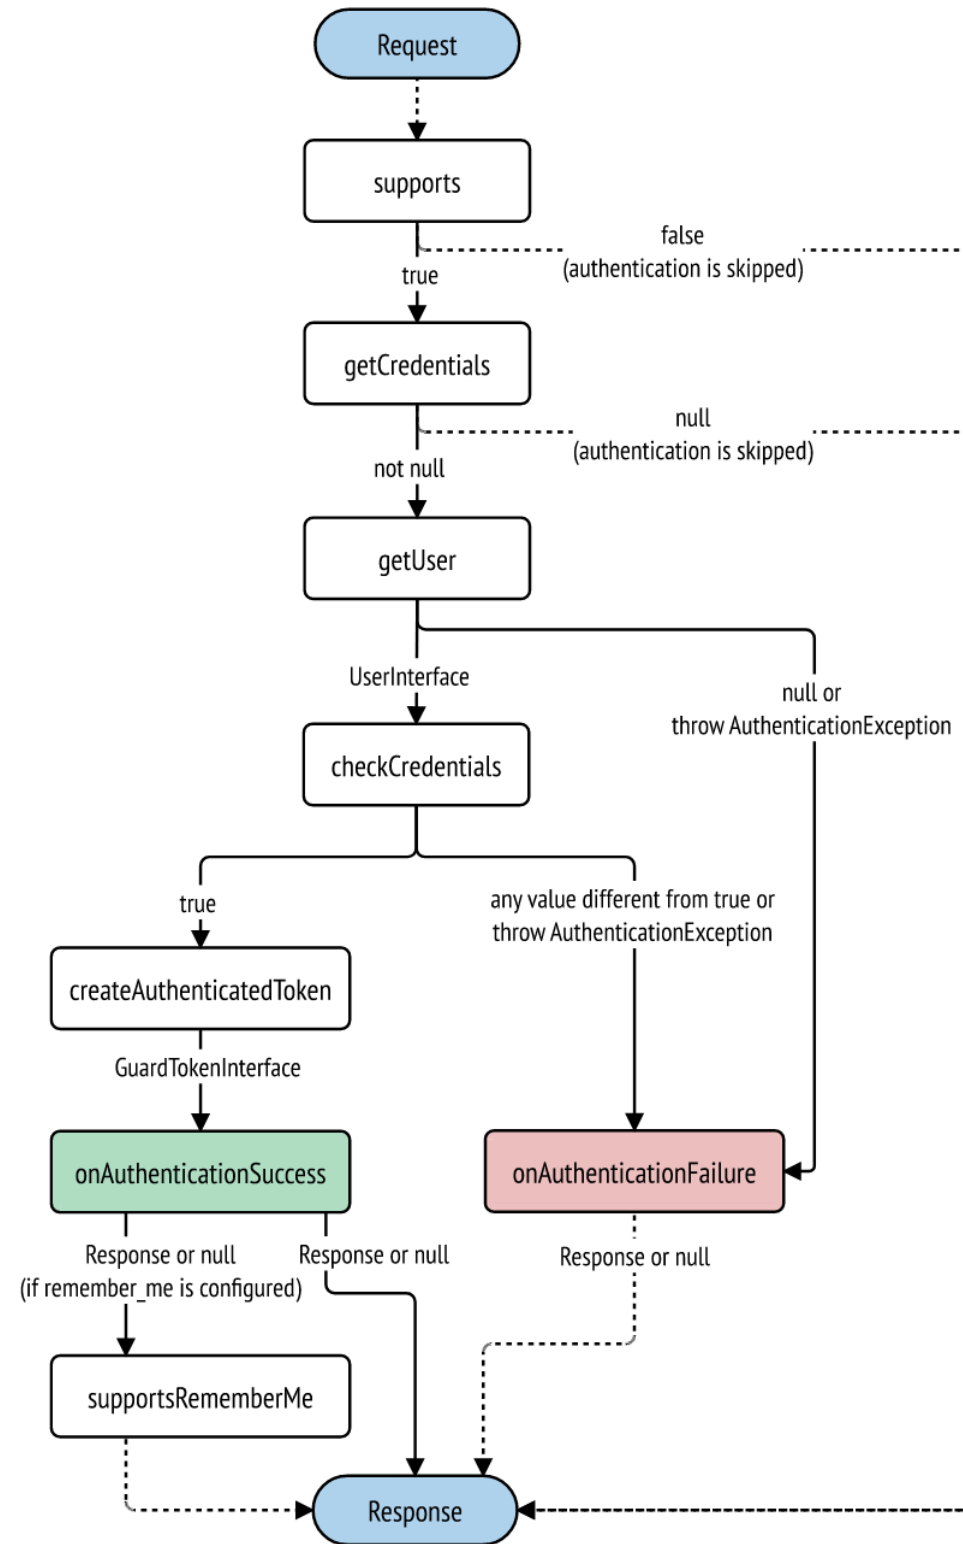 Request
supports
false
(authentication is skipped)
true
getCredentials
null
(authentication is skipped)
not null
getUser
UserInterface
null or
throw AuthenticationException
checkCredentials
true
any value different from true or
throw AuthenticationException
createAuthenticatedToken
GuardTokenInterface
onAuthenticationSuccess
onAuthenticationFailure
Response or null
(if remember_me is configured)
Response or null
Response or null
supportsRememberMe
Response